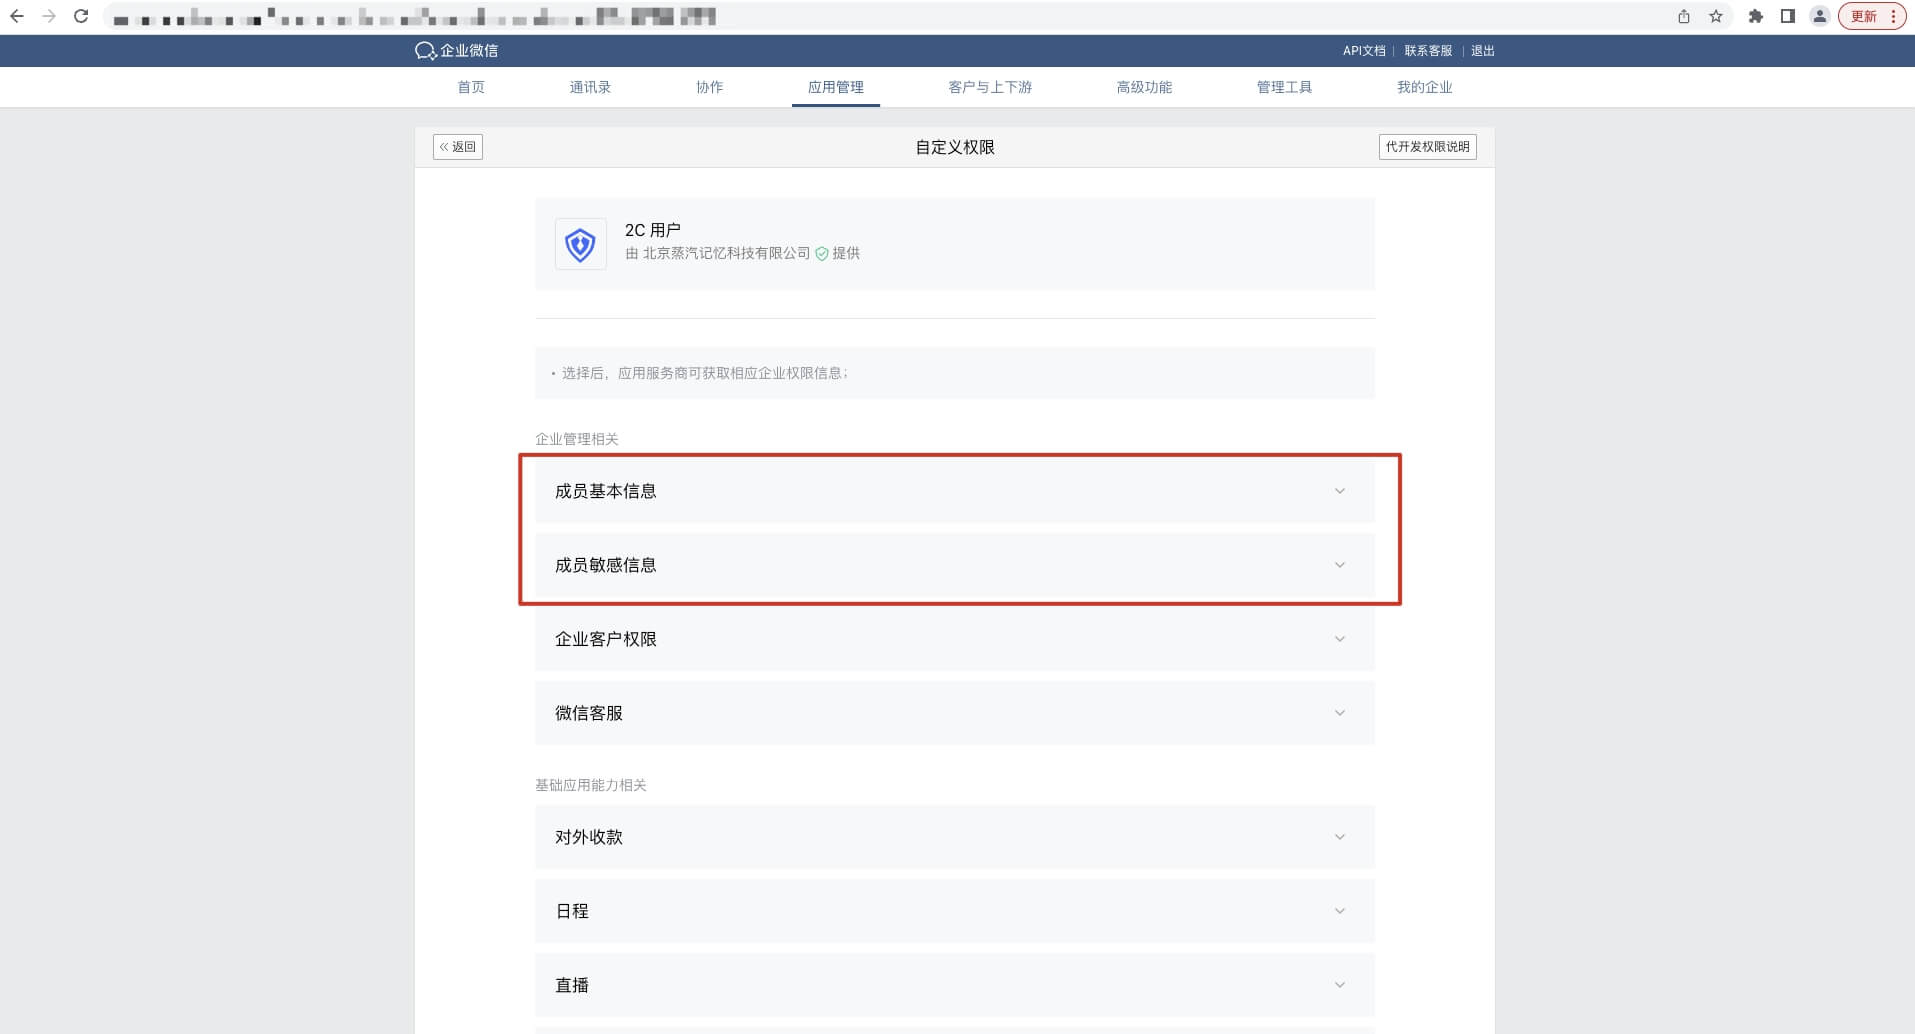 更新
企业微信
API文档 | 联系客服 | 退出
首页 通讯录 协作 应用管理 客户与上下游 高级功能 管理工具 我的企业
《 返回
自定义权限
代开发权限说明
2C 用户
由 北京蒸汽记忆科技有限公司 提供
• 选择后，应用服务商可获取相应企业权限信息；
企业管理相关
成员基本信息
成员敏感信息
企业客户权限
微信客服
基础应用能力相关
对外收款
日程
直播